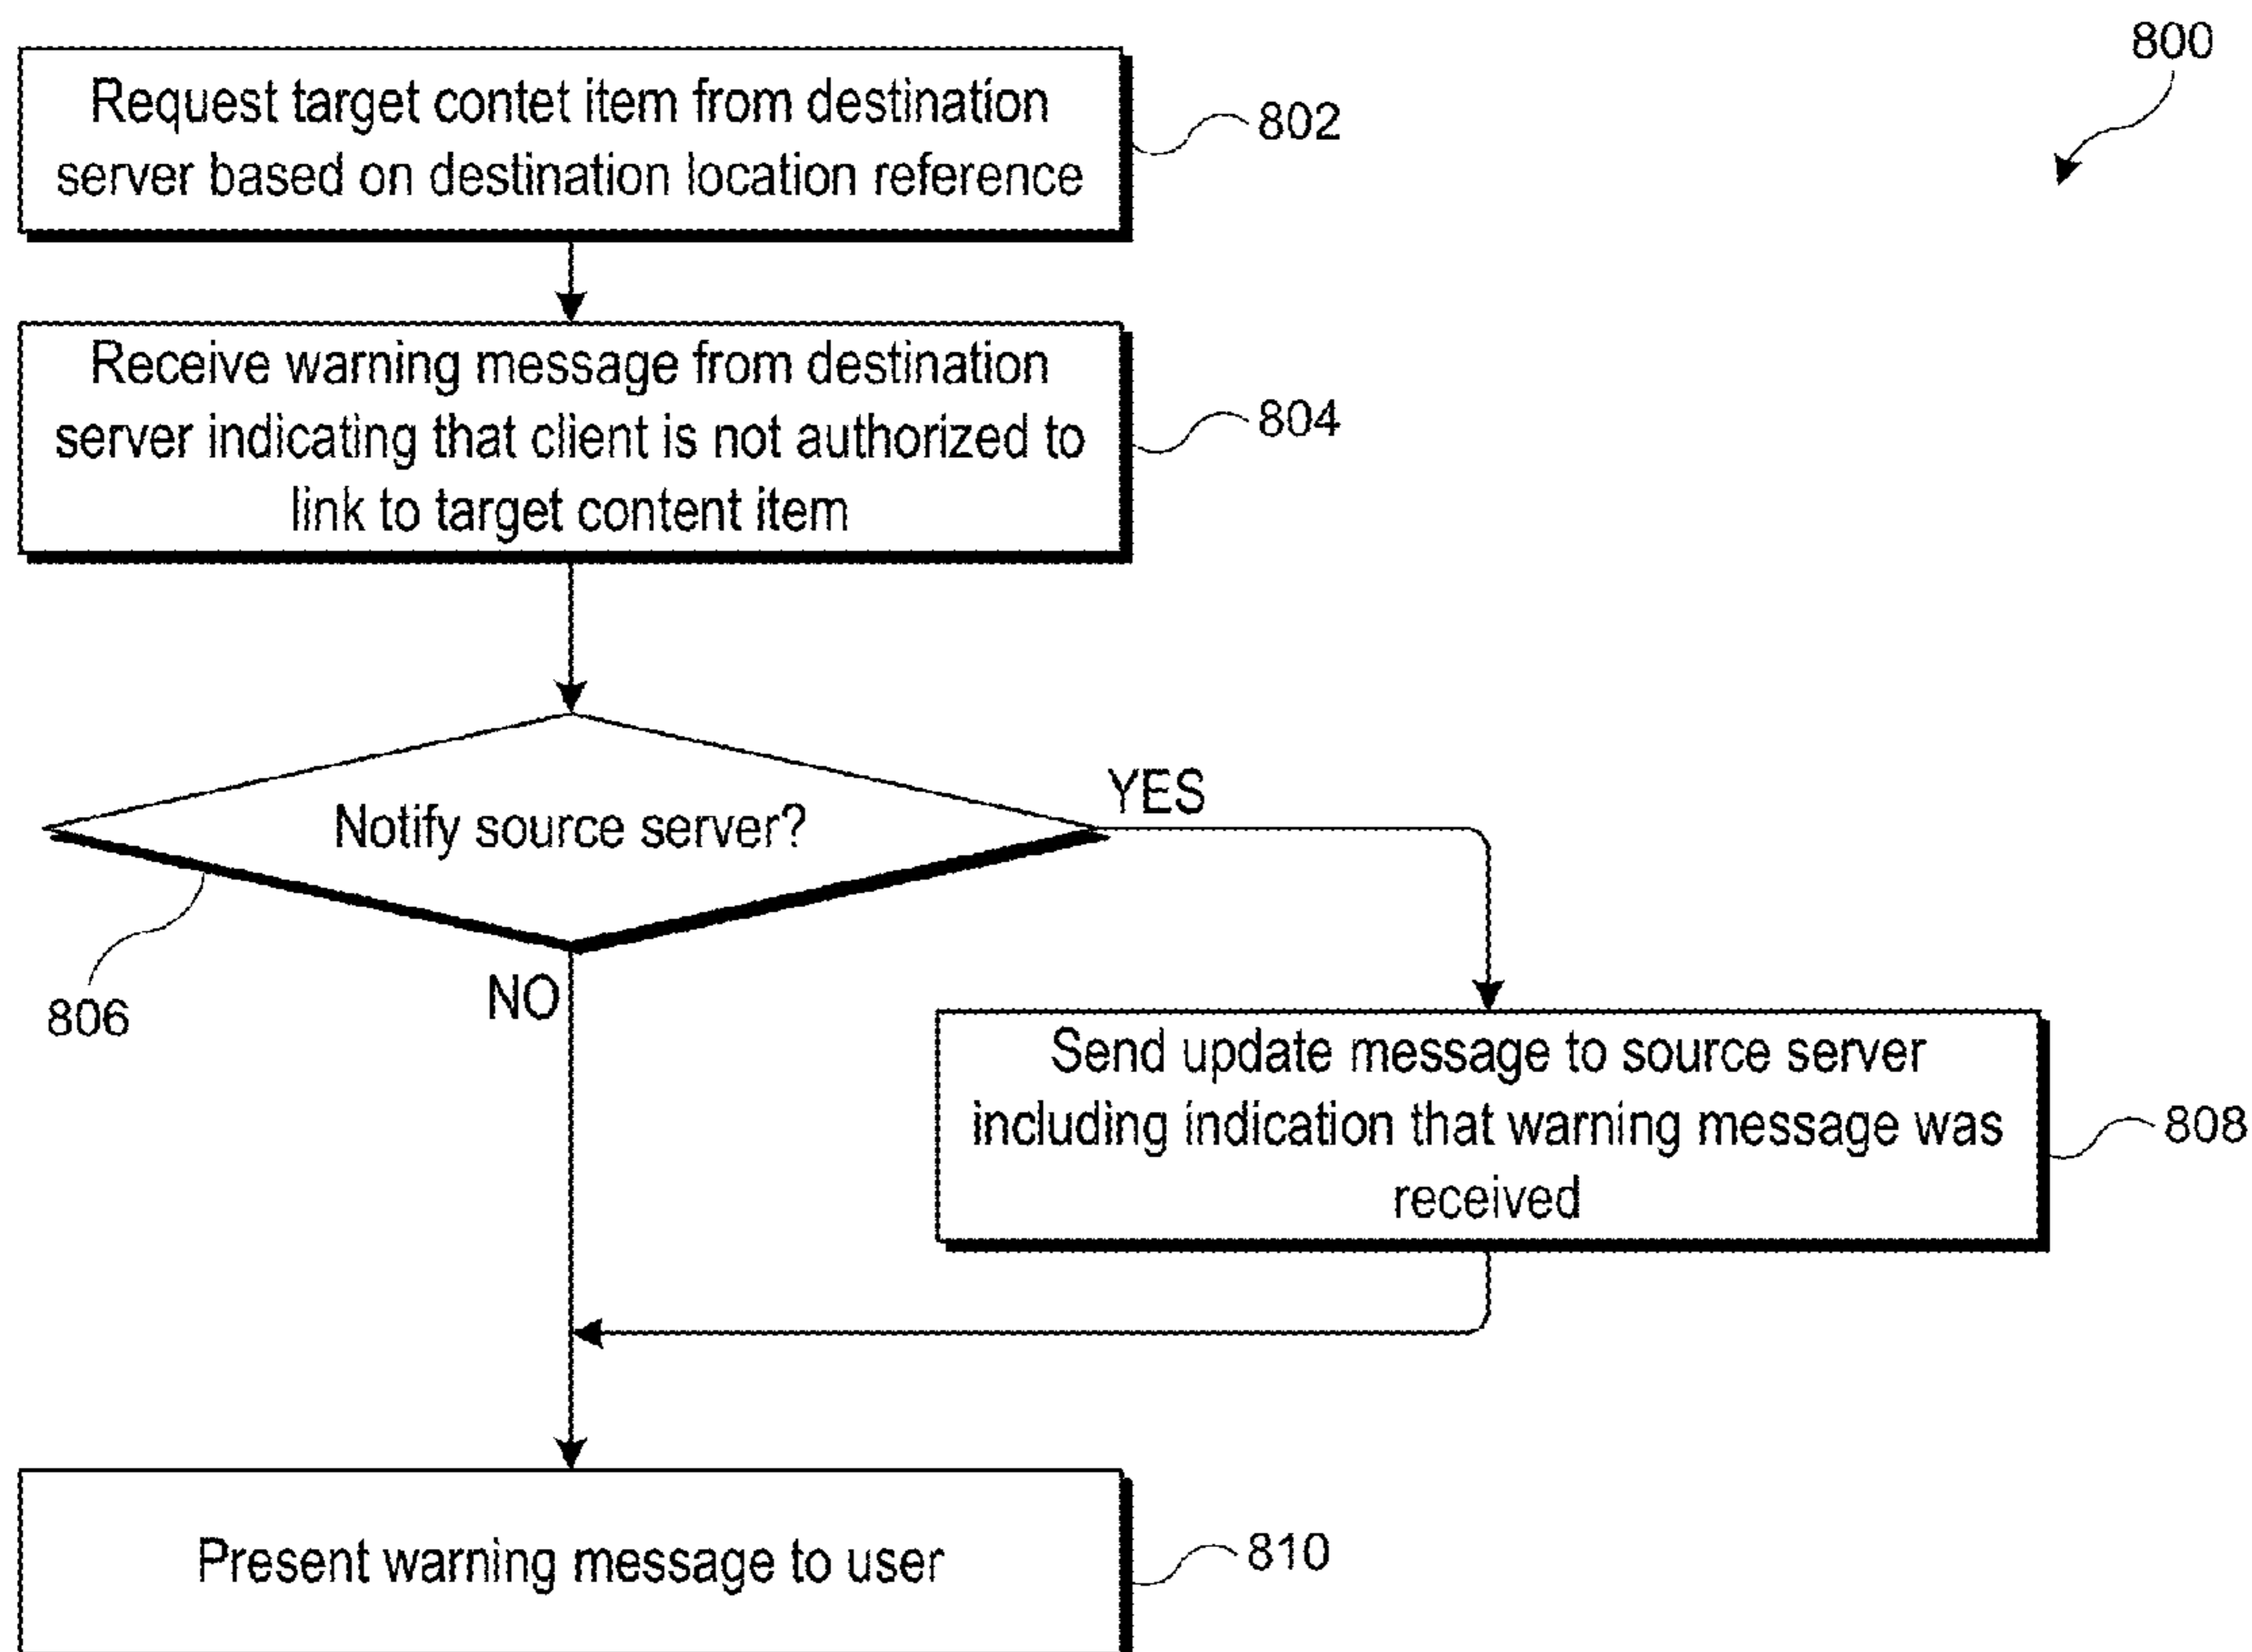 800
Request target contet item from destination
server based on destination location reference
802
Receive warning message from destination
server indicating that client is not authorized to
link to target content item
804
Notify source server?
YES
806
NO
Send update message to source server
including indication that warning message was
received
808
Present warning message to user
810